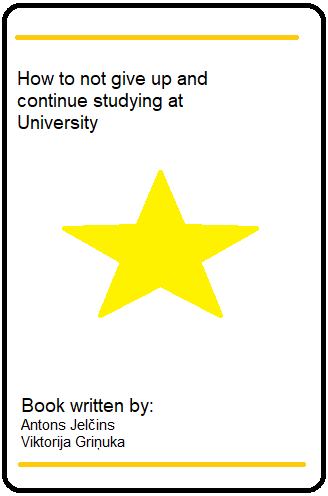 How to not give up and
continue studying at
University
Book written by:
Antons Jelčins
Viktorija Griņuka